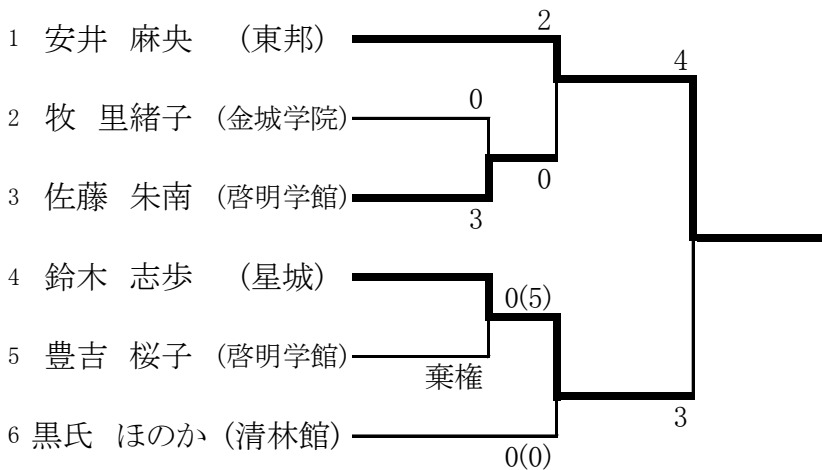 1 安井 麻央 (東邦)
2
4
2 牧 里緒子 (金城学院)
0
0
3 佐藤 朱南 (啓明学館)
3
4 鈴木 志歩 (星城)
0(5)
5 豊吉 桜子 (啓明学館)
棄権
3
6 黒氏 ほのか (清林館)
0(0)